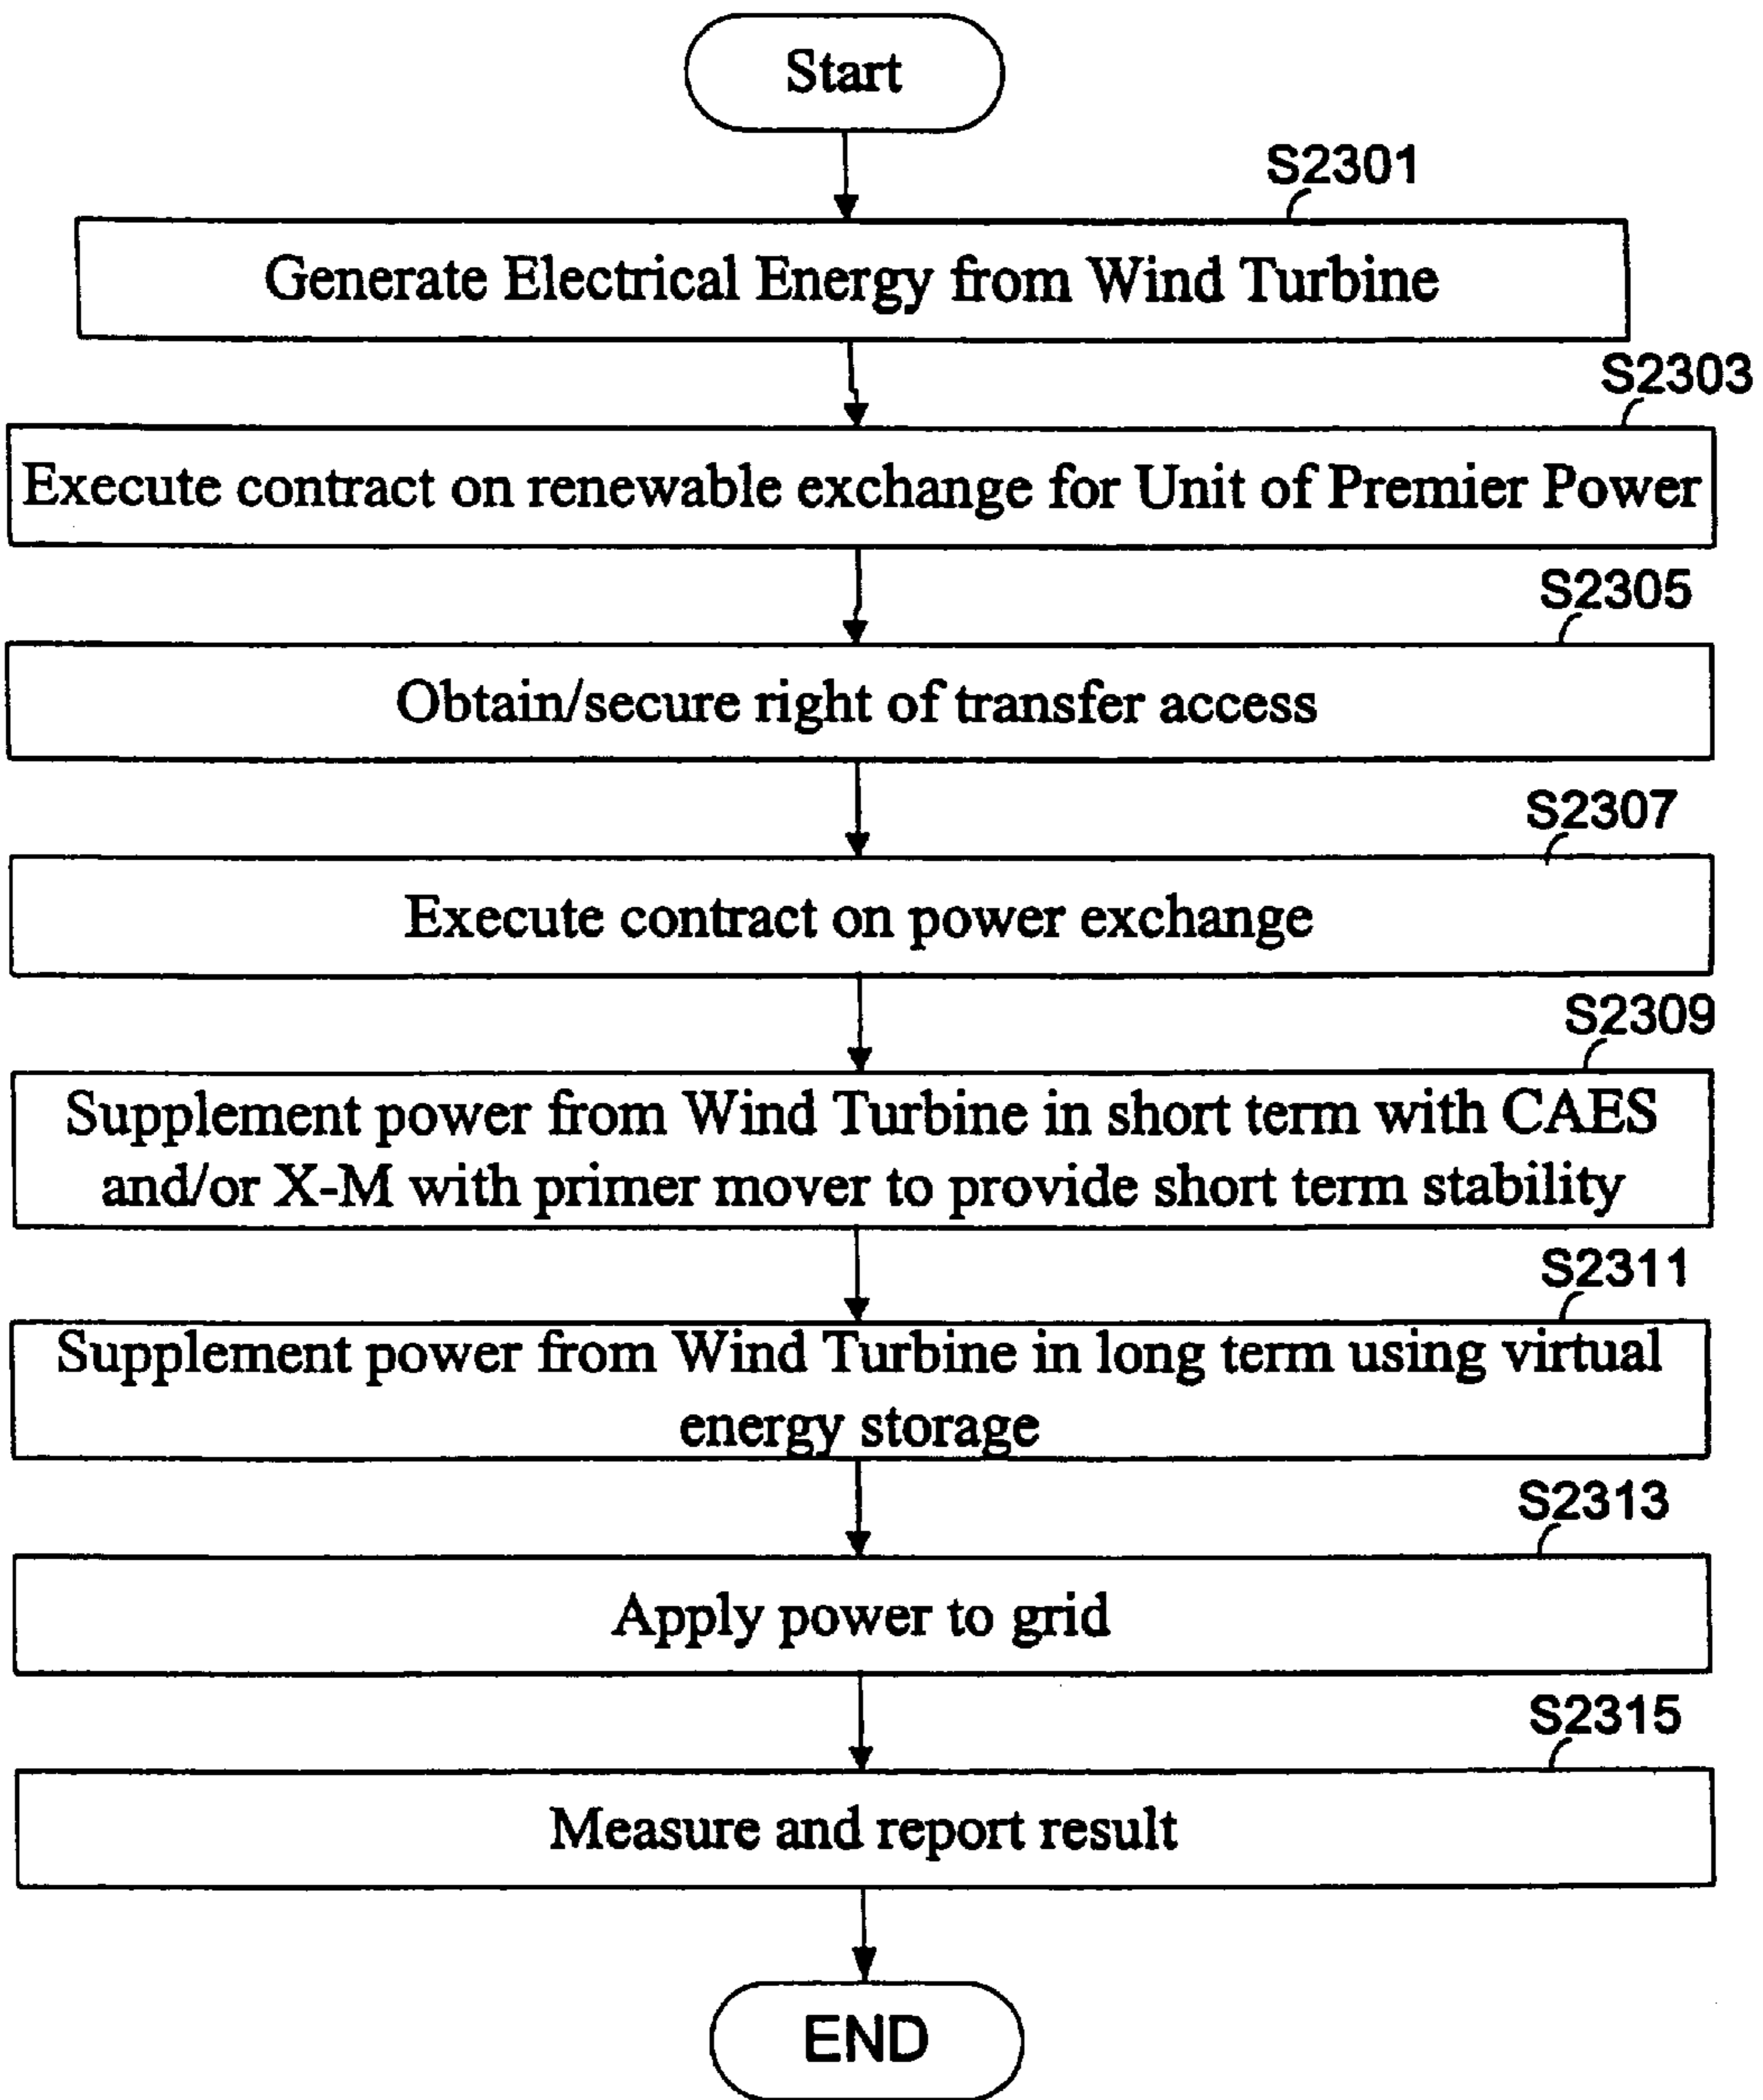 Start
S2301
Generate Electrical Energy from Wind Turbine
S2303
Execute contract on renewable exchange for Unit of Premier Power
S2305
Obtain/secure right of transfer access
S2307
Execute contract on power exchange
S2309
Supplement power from Wind Turbine in short term with CAES
and/or X-M with primer mover to provide short term stability
S2311
Supplement power from Wind Turbine in long term using virtual
energy storage
S2313
Apply power to grid
S2315
Measure and report result
END